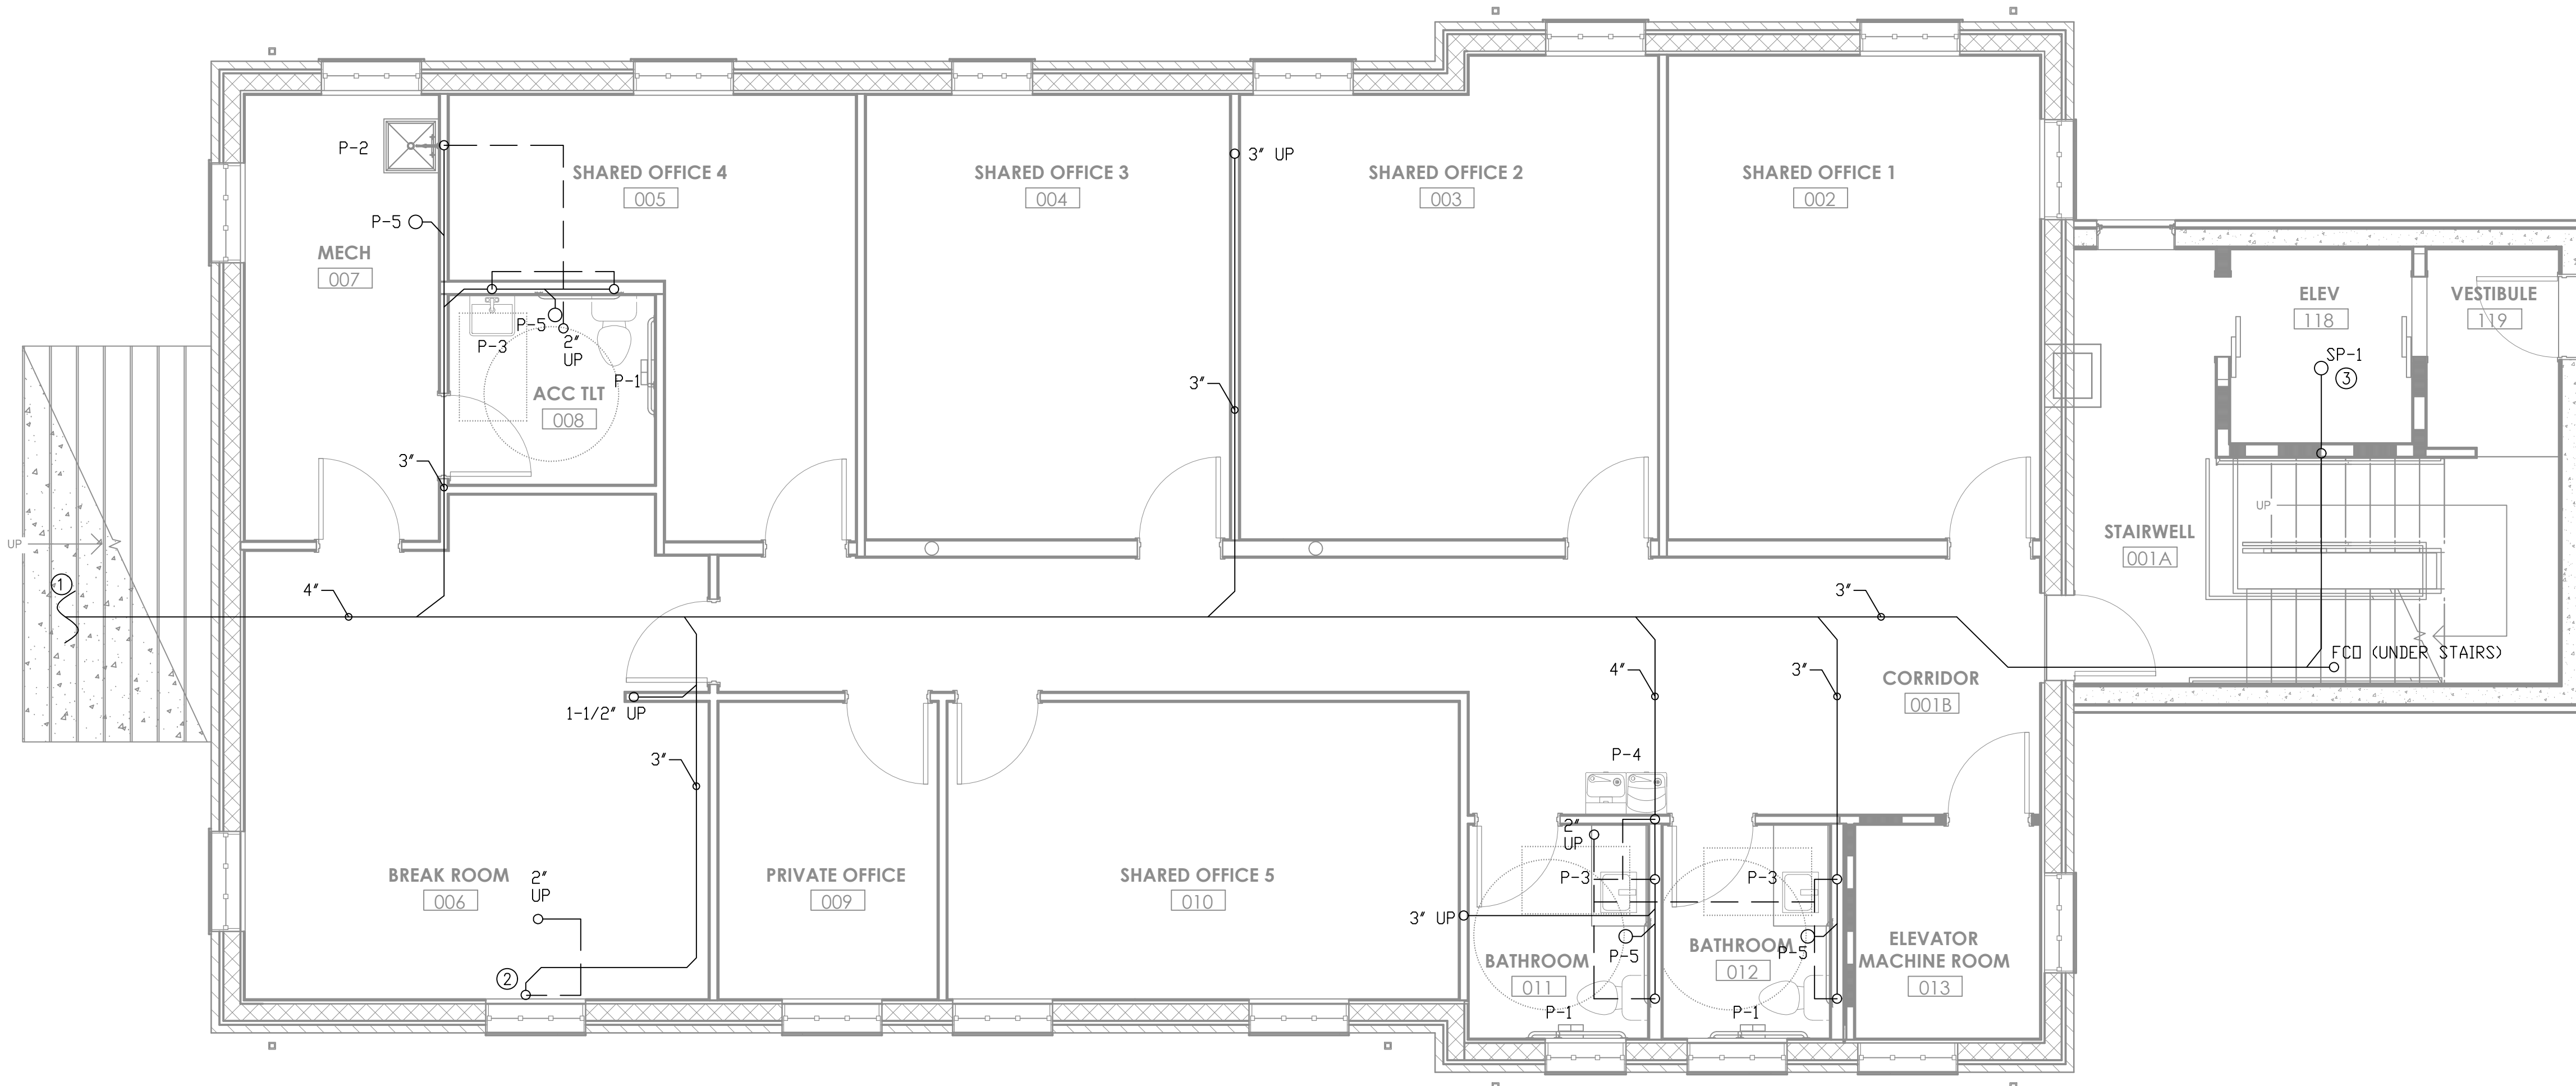 3" UP
P-2
SHARED OFFICE 4
005
SHARED OFFICE 3
004
SHARED OFFICE 2
003
SHARED OFFICE 1
002
P-5
MECH
007
ELEV
118
VESTIBULE
119
P-5
P-3
2"
UP
SP-1
3
P-1
3"
ACC TLT
008
3"
UP
STAIRWELL
001A
UP
1
4"
3"
FCO (UNDER STAIRS)
4"
3"
CORRIDOR
001B
1-1/2" UP
3"
P-4
2"
UP
BREAK ROOM
006
2"
UP
PRIVATE OFFICE
009
SHARED OFFICE 5
010
P-3
P-3
3" UP
P-5
P-5
BATHROOM
011
BATHROOM
012
ELEVATOR
MACHINE ROOM
013
2
P-1
P-1